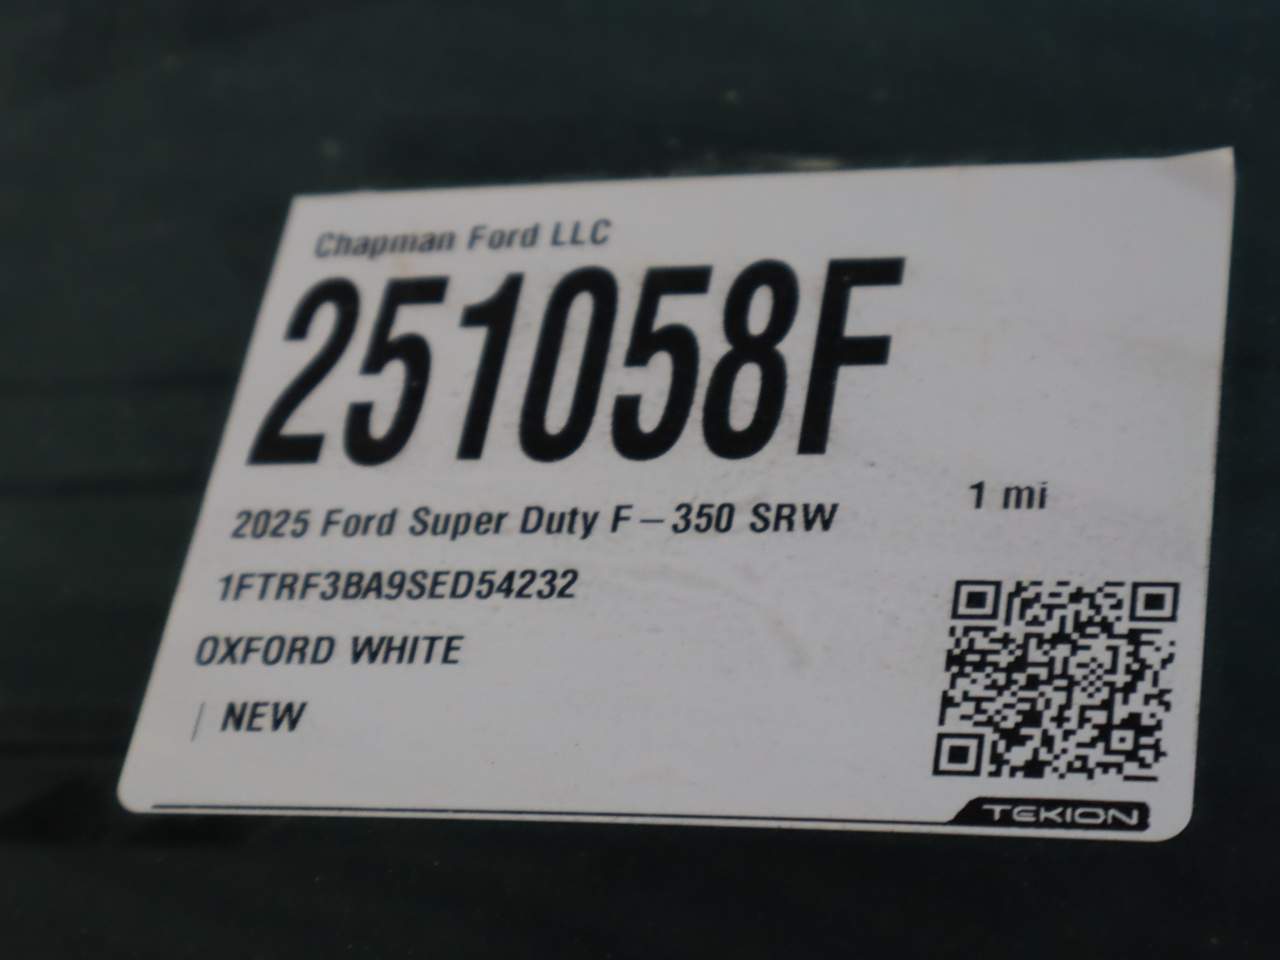 Chapman Ford LLC
251058F
2025 Ford Super Duty F-350 SRW
1 mi
1FTRF3BA9SED54232
OXFORD WHITE
| NEW
TEKION